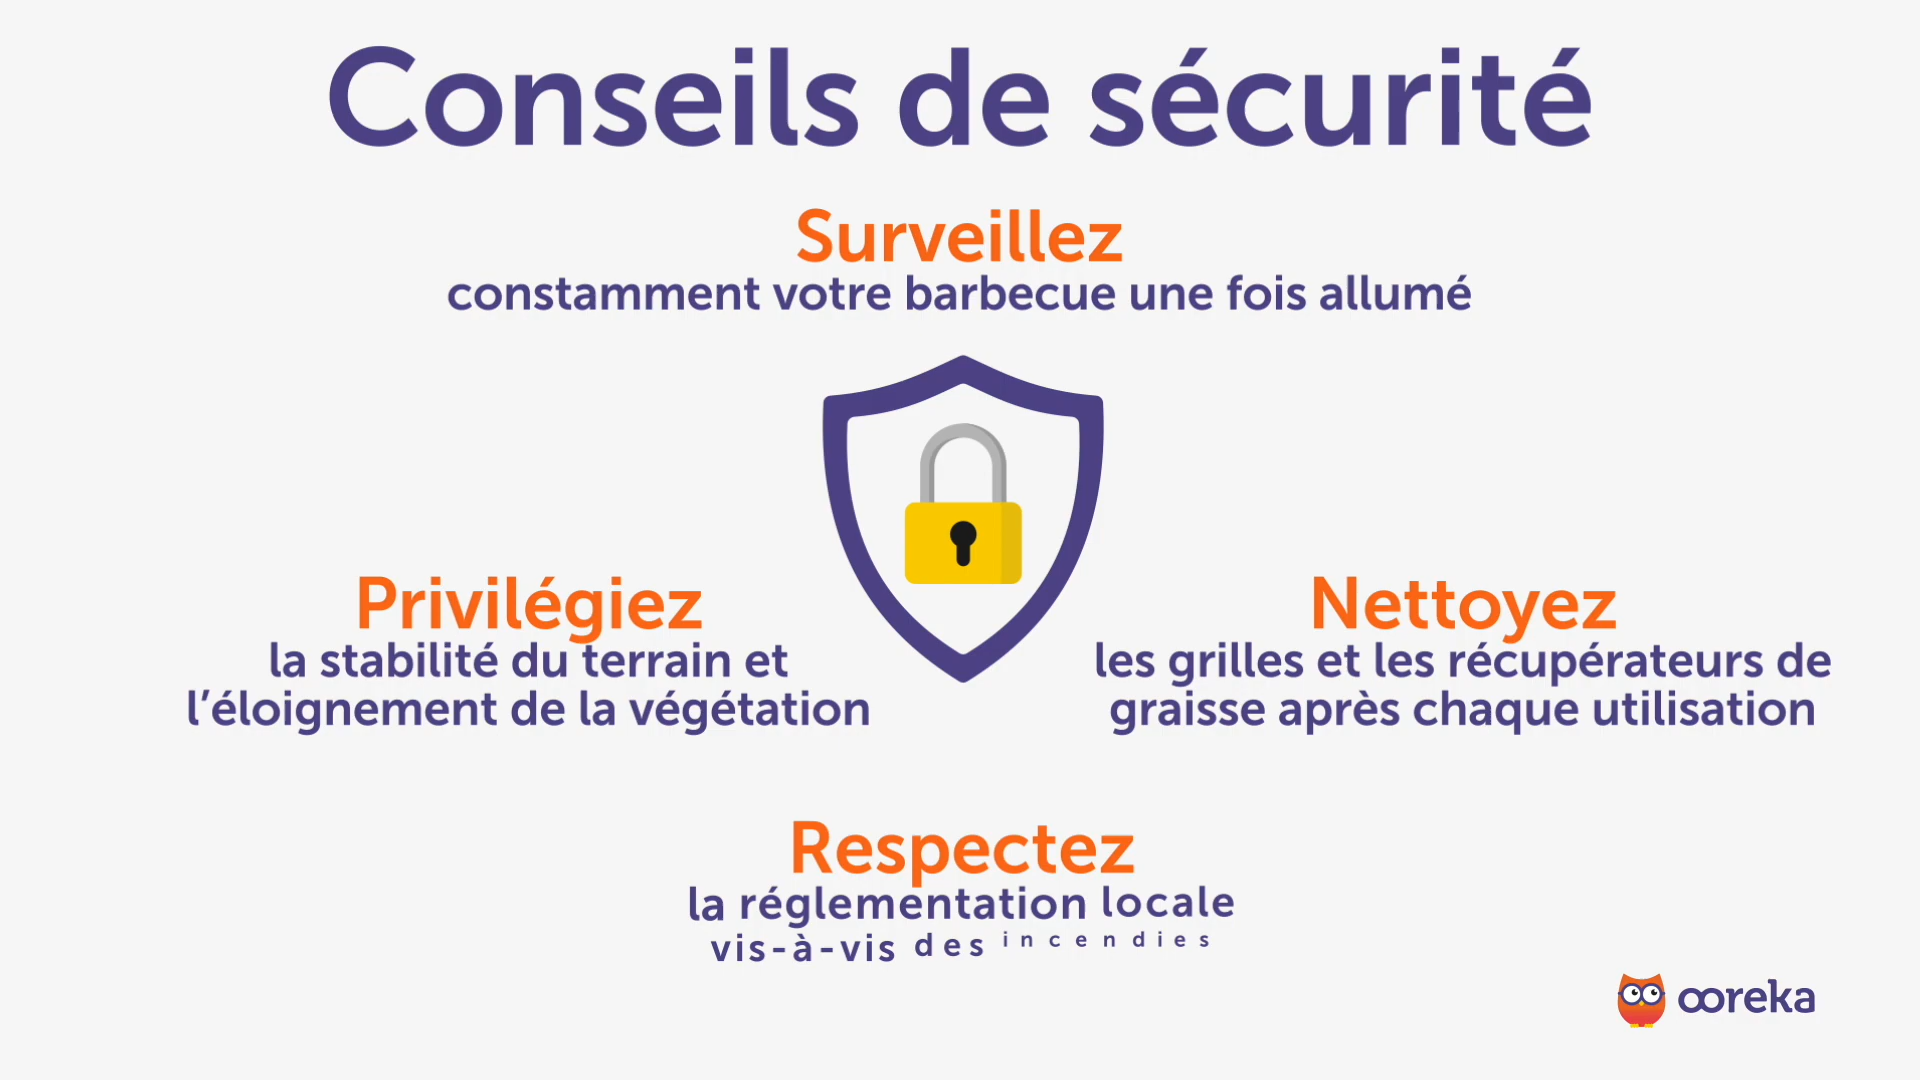 Conseils de sécurité
Surveillez
constamment votre barbecue une fois allumé
Privilégiez
la stabilité du terrain et
l’éloignement de la végétation
Nettoyez
les grilles et les récupérateurs de
graisse après chaque utilisation
Respectez
la réglementation locale
vis-à-vis des incendies
ooreka